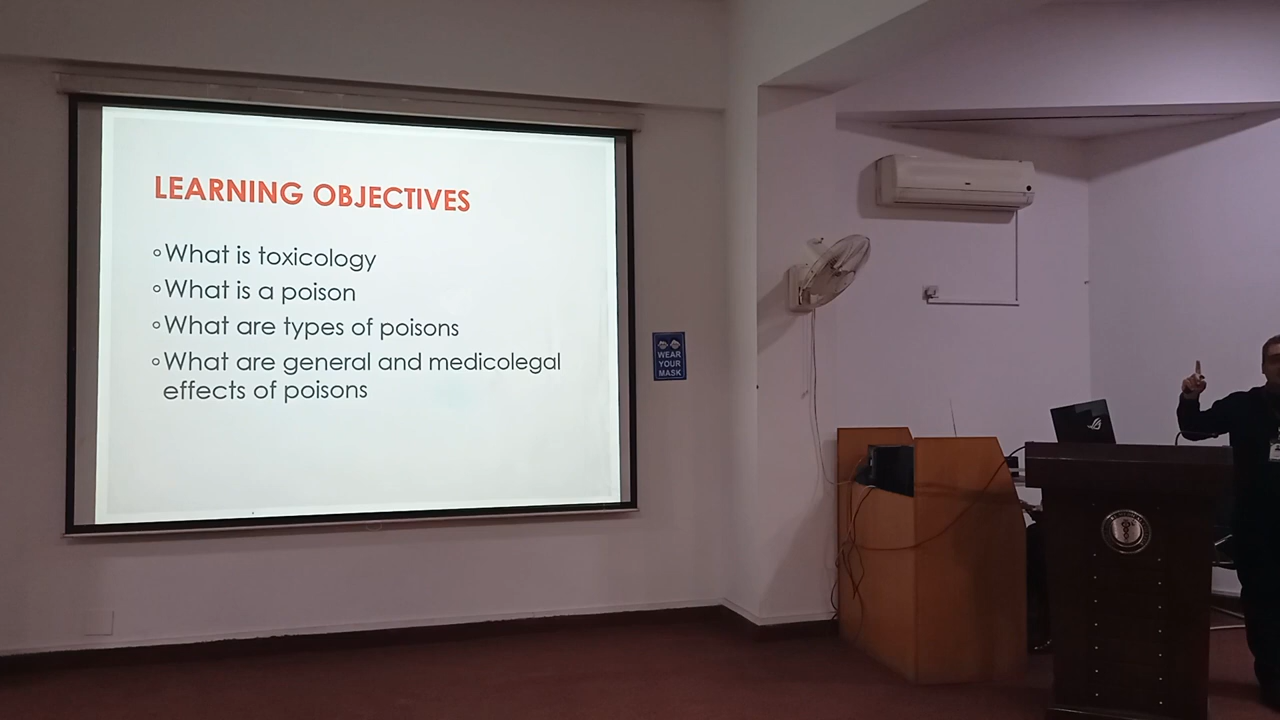 LEARNING OBJECTIVES
What is toxicology
What is a poison
What are types of poisons
What are general and medicolegal
effects of poisons
WEAR
YOUR
MASK